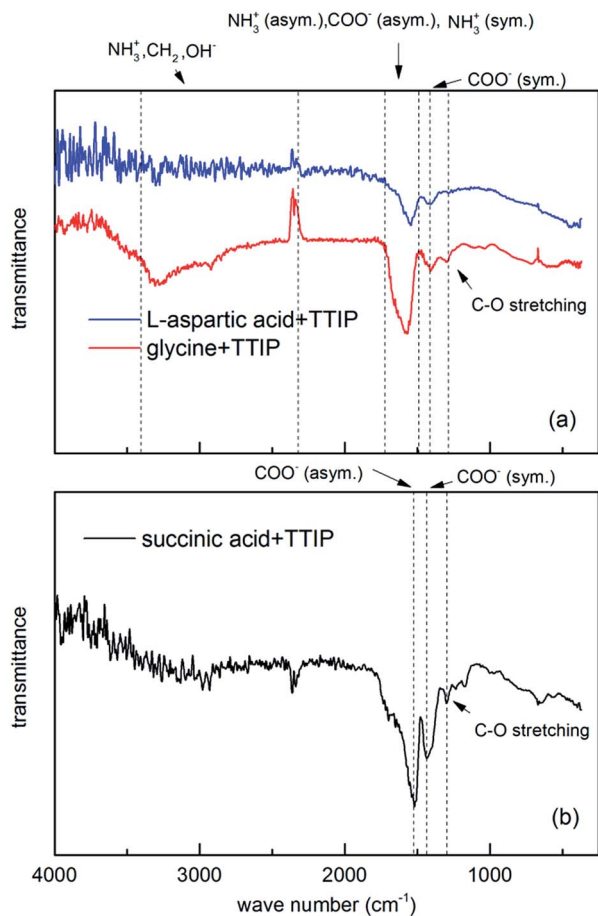 (a)
NH₃⁺ (asym.),COO⁻ (asym.), NH₃⁺ (sym.)
NH₃⁺,CH₂,OH⁻
COO⁻ (sym.)
transmittance
C-O stretching
L-aspartic acid+TTIP
glycine+TTIP
(a)
COO⁻ (asym.)
COO⁻ (sym.)
succinic acid+TTIP
transmittance
C-O stretching
(b)
4000 3000 2000 1000
wave number (cm⁻¹)